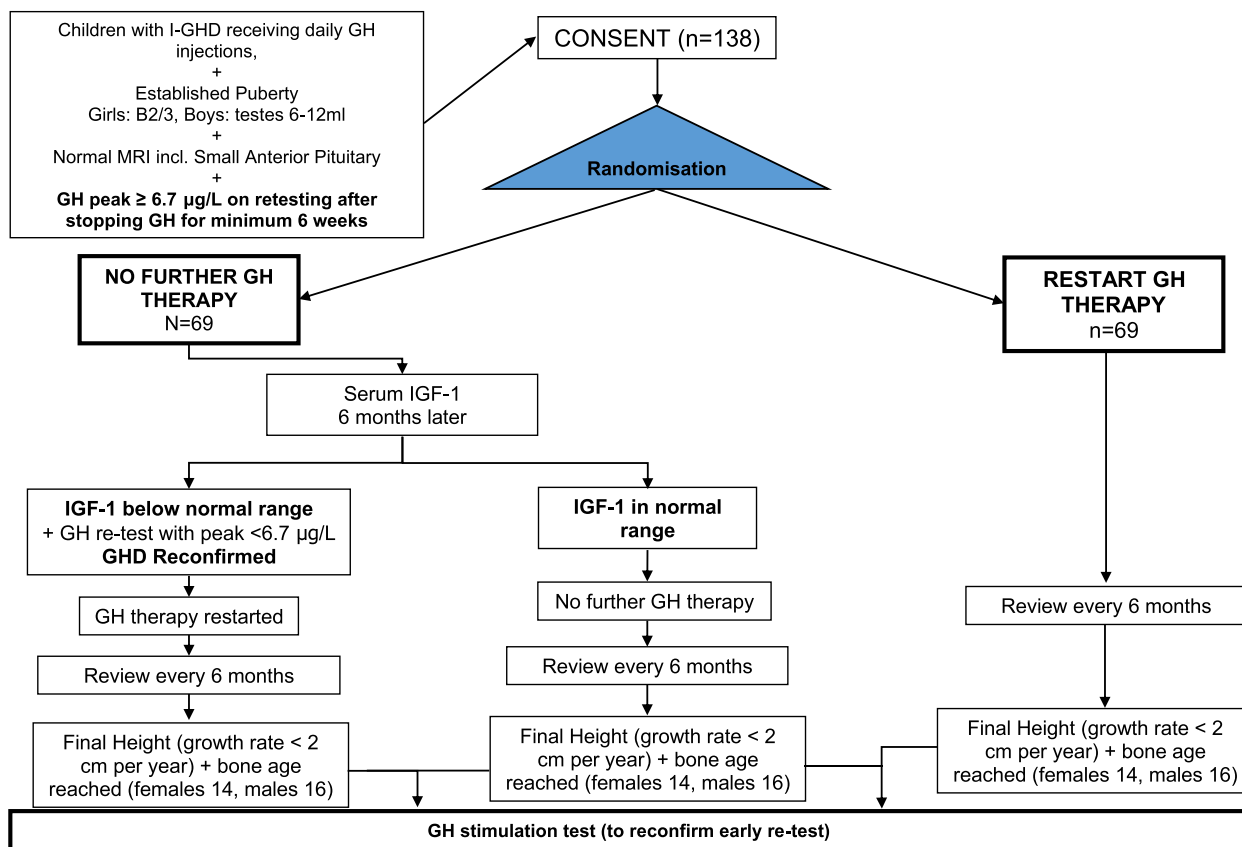 Children with I-GHD receiving daily GH
injections,
+
Established Puberty
Girls: B2/3, Boys: testes 6-12ml
+
Normal MRI incl. Small Anterior Pituitary
+
GH peak ≥ 6.7 µg/L on retesting after
stopping GH for minimum 6 weeks
CONSENT (n=138)
Randomisation
NO FURTHER GH
THERAPY
N=69
RESTART GH
THERAPY
n=69
Serum IGF-1
6 months later
IGF-1 below normal range
+ GH re-test with peak <6.7 µg/L
GHD Reconfirmed
GH therapy restarted
Review every 6 months
Final Height (growth rate < 2
cm per year) + bone age
reached (females 14, males 16)
IGF-1 in normal
range
No further GH therapy
Review every 6 months
Final Height (growth rate < 2
cm per year) + bone age
reached (females 14, males 16)
Review every 6 months
Final Height (growth rate < 2
cm per year) + bone age
reached (females 14, males 16)
GH stimulation test (to reconfirm early re-test)